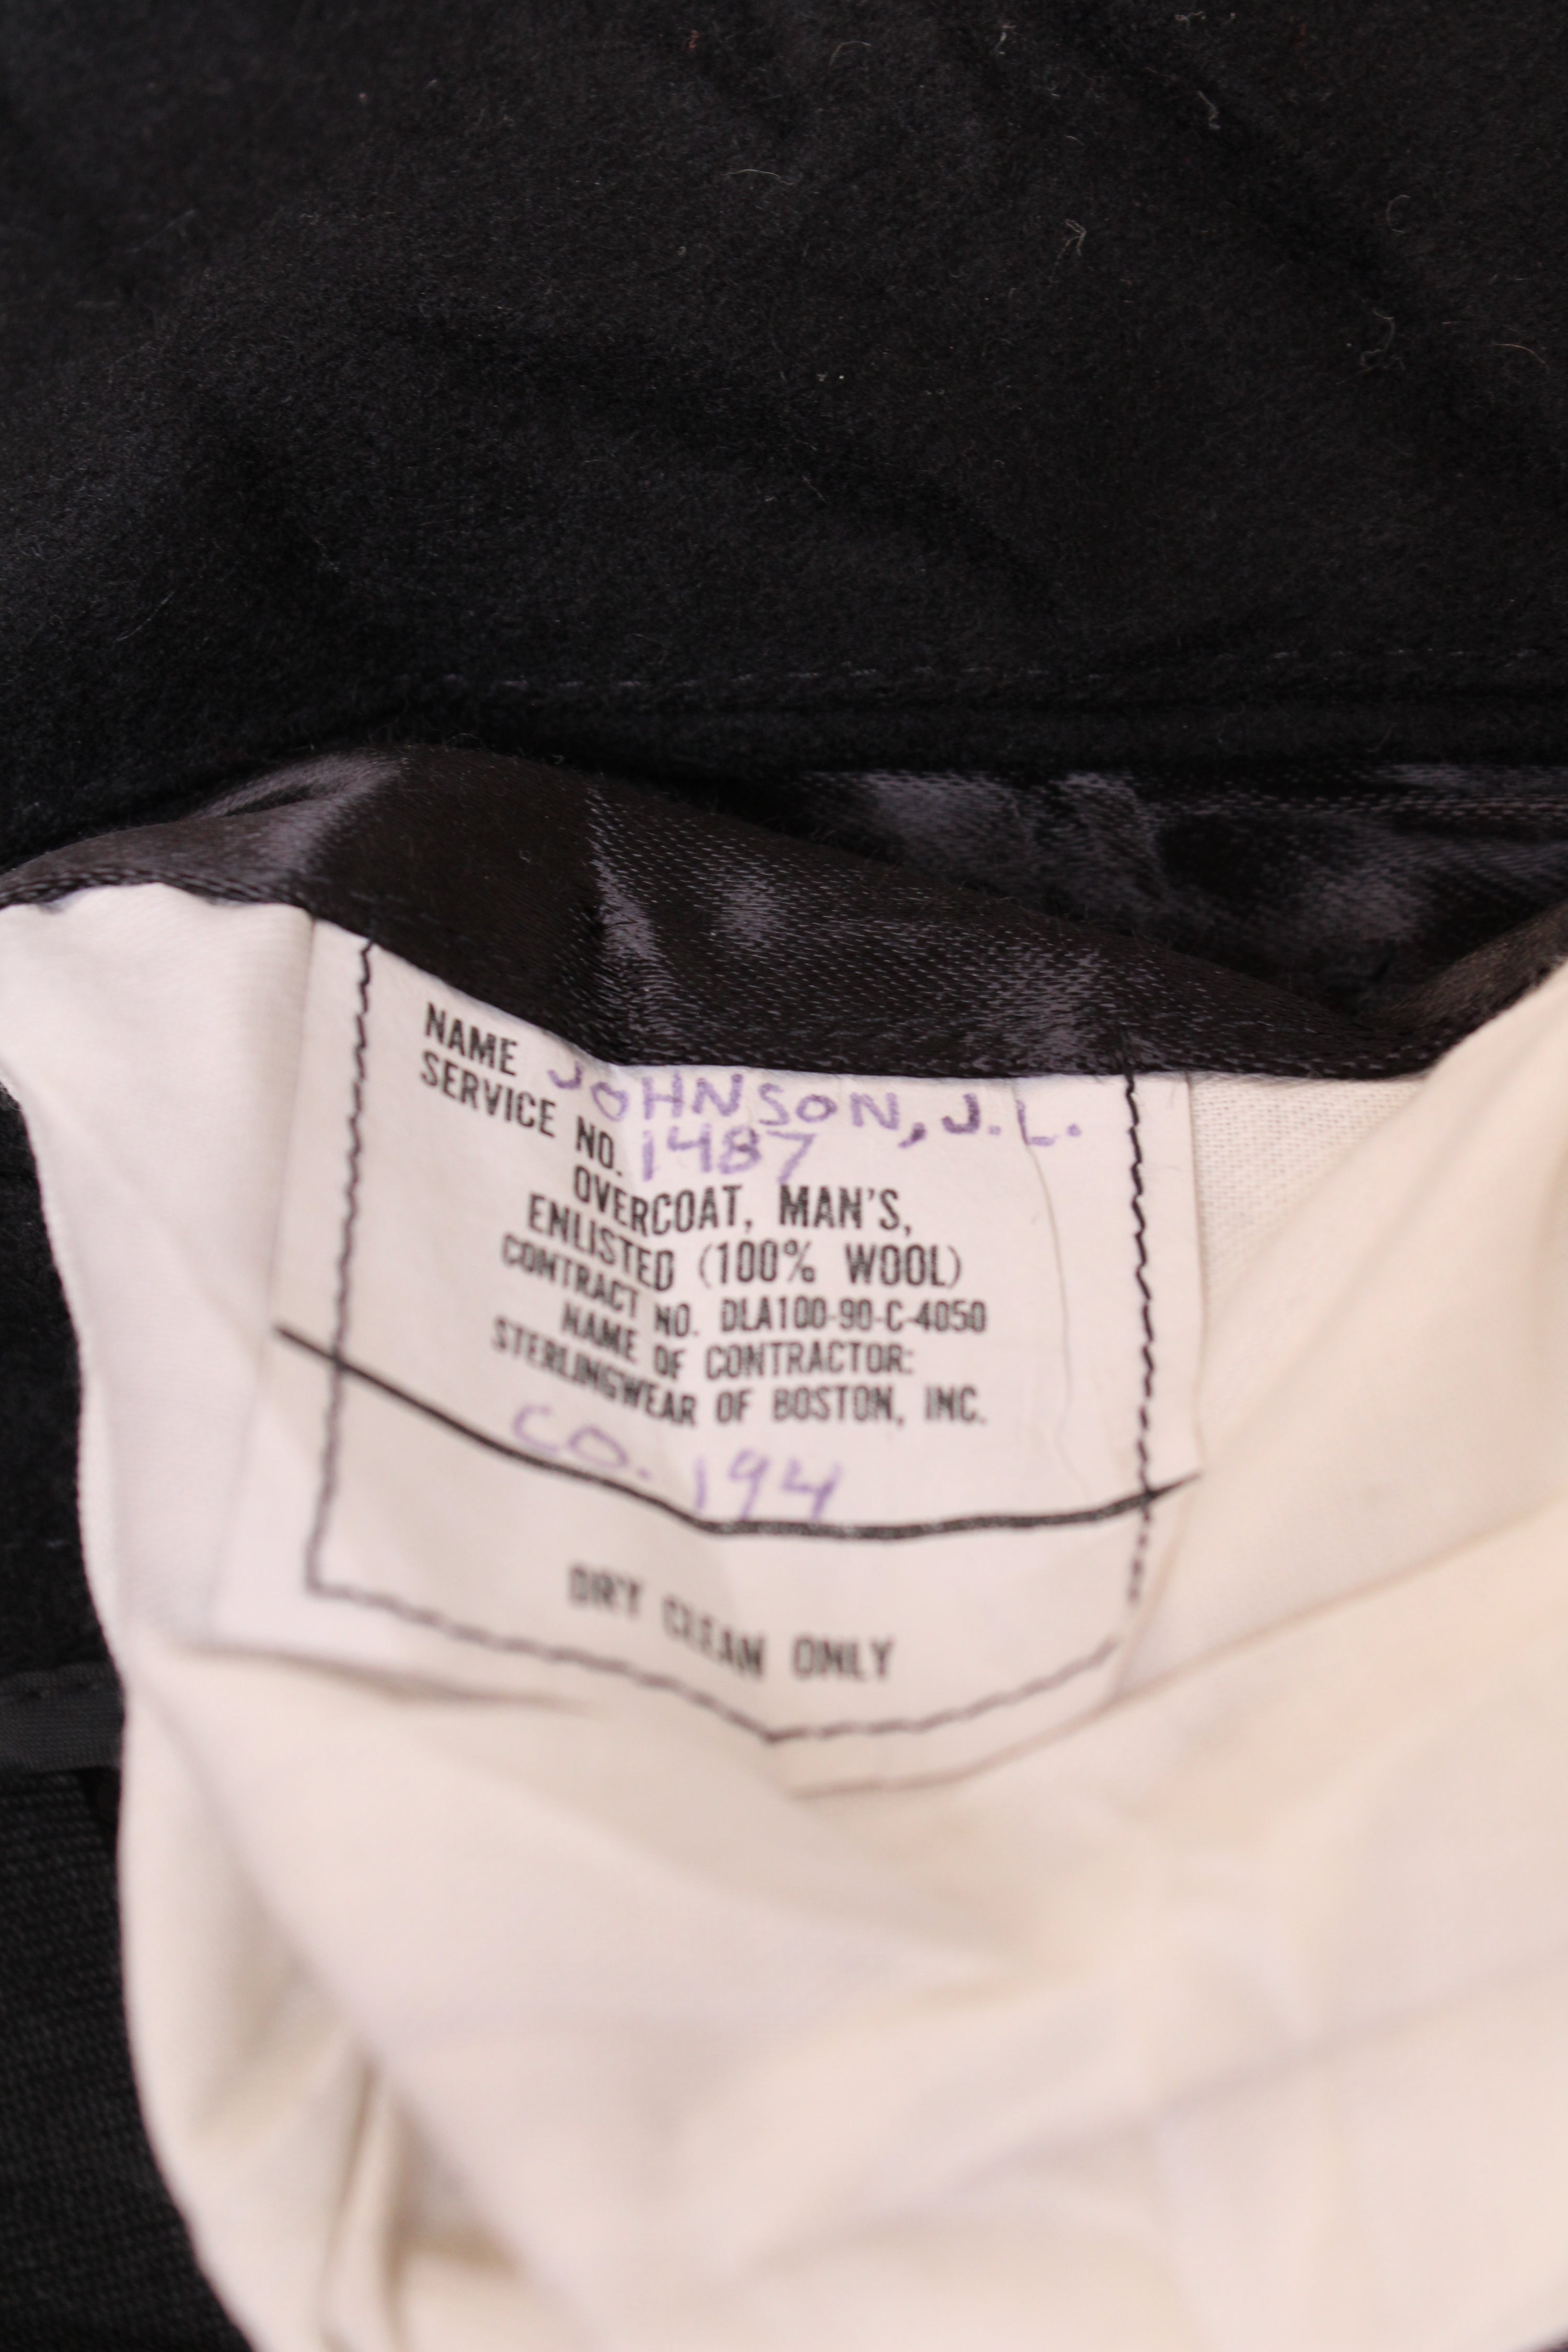 NAME JOHNSON, J.L.
SERVICE NO. 1487
OVERCOAT, MAN'S,
ENLISTED (100% WOOL)
CONTRACT NO. DLA100-90-C-4050
NAME OF CONTRACTOR:
STERLINGWEAR OF BOSTON, INC.
CO. 194
DRY CLEAN ONLY